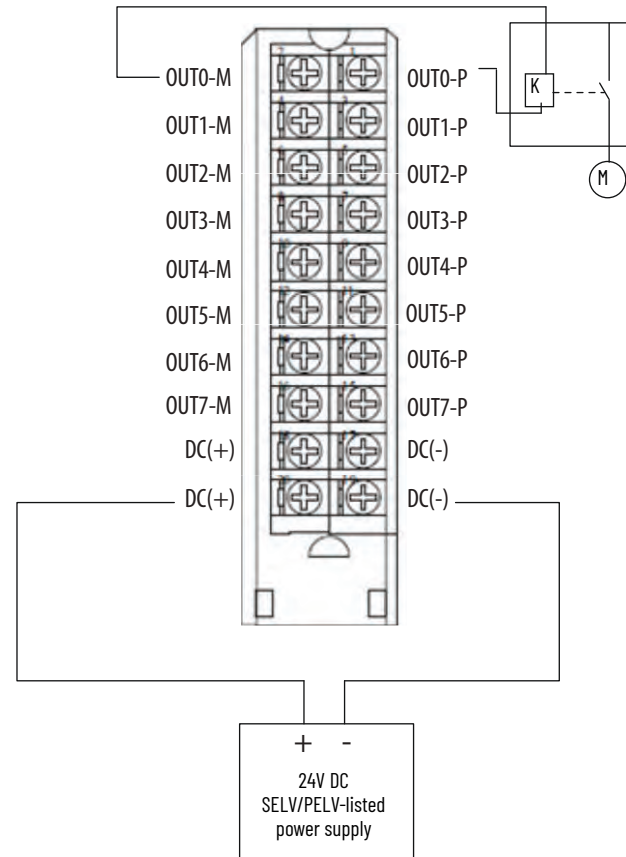 K
OUT0-M OUT0-P
M
OUT1-M OUT1-P
OUT2-M OUT2-P
OUT3-M OUT3-P
OUT4-M OUT4-P
OUT5-M OUT5-P
OUT6-M OUT6-P
OUT7-M OUT7-P
DC(+) DC(-)
DC(+) DC(-)
+ -
24V DC
SELV/PELV-listed
power supply